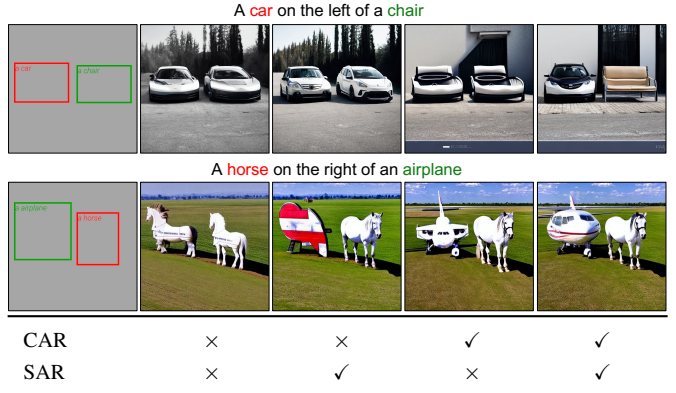 A car on the left of a chair
a car
a chair
A horse on the right of an airplane
a airplane
a horse
CAR × × ✓ ✓
SAR × ✓ × ✓